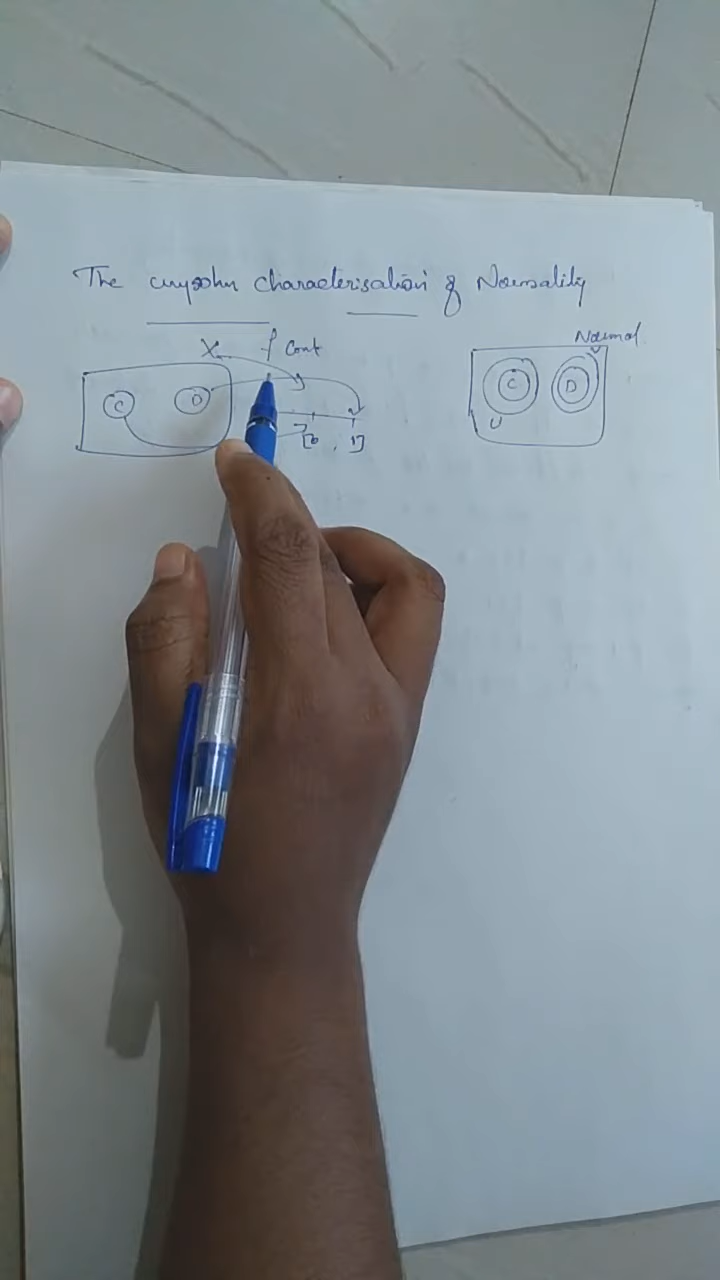 The urysohn characterisation of Normality
X f Cont
Normal
C D
C D
U
[0, 1]